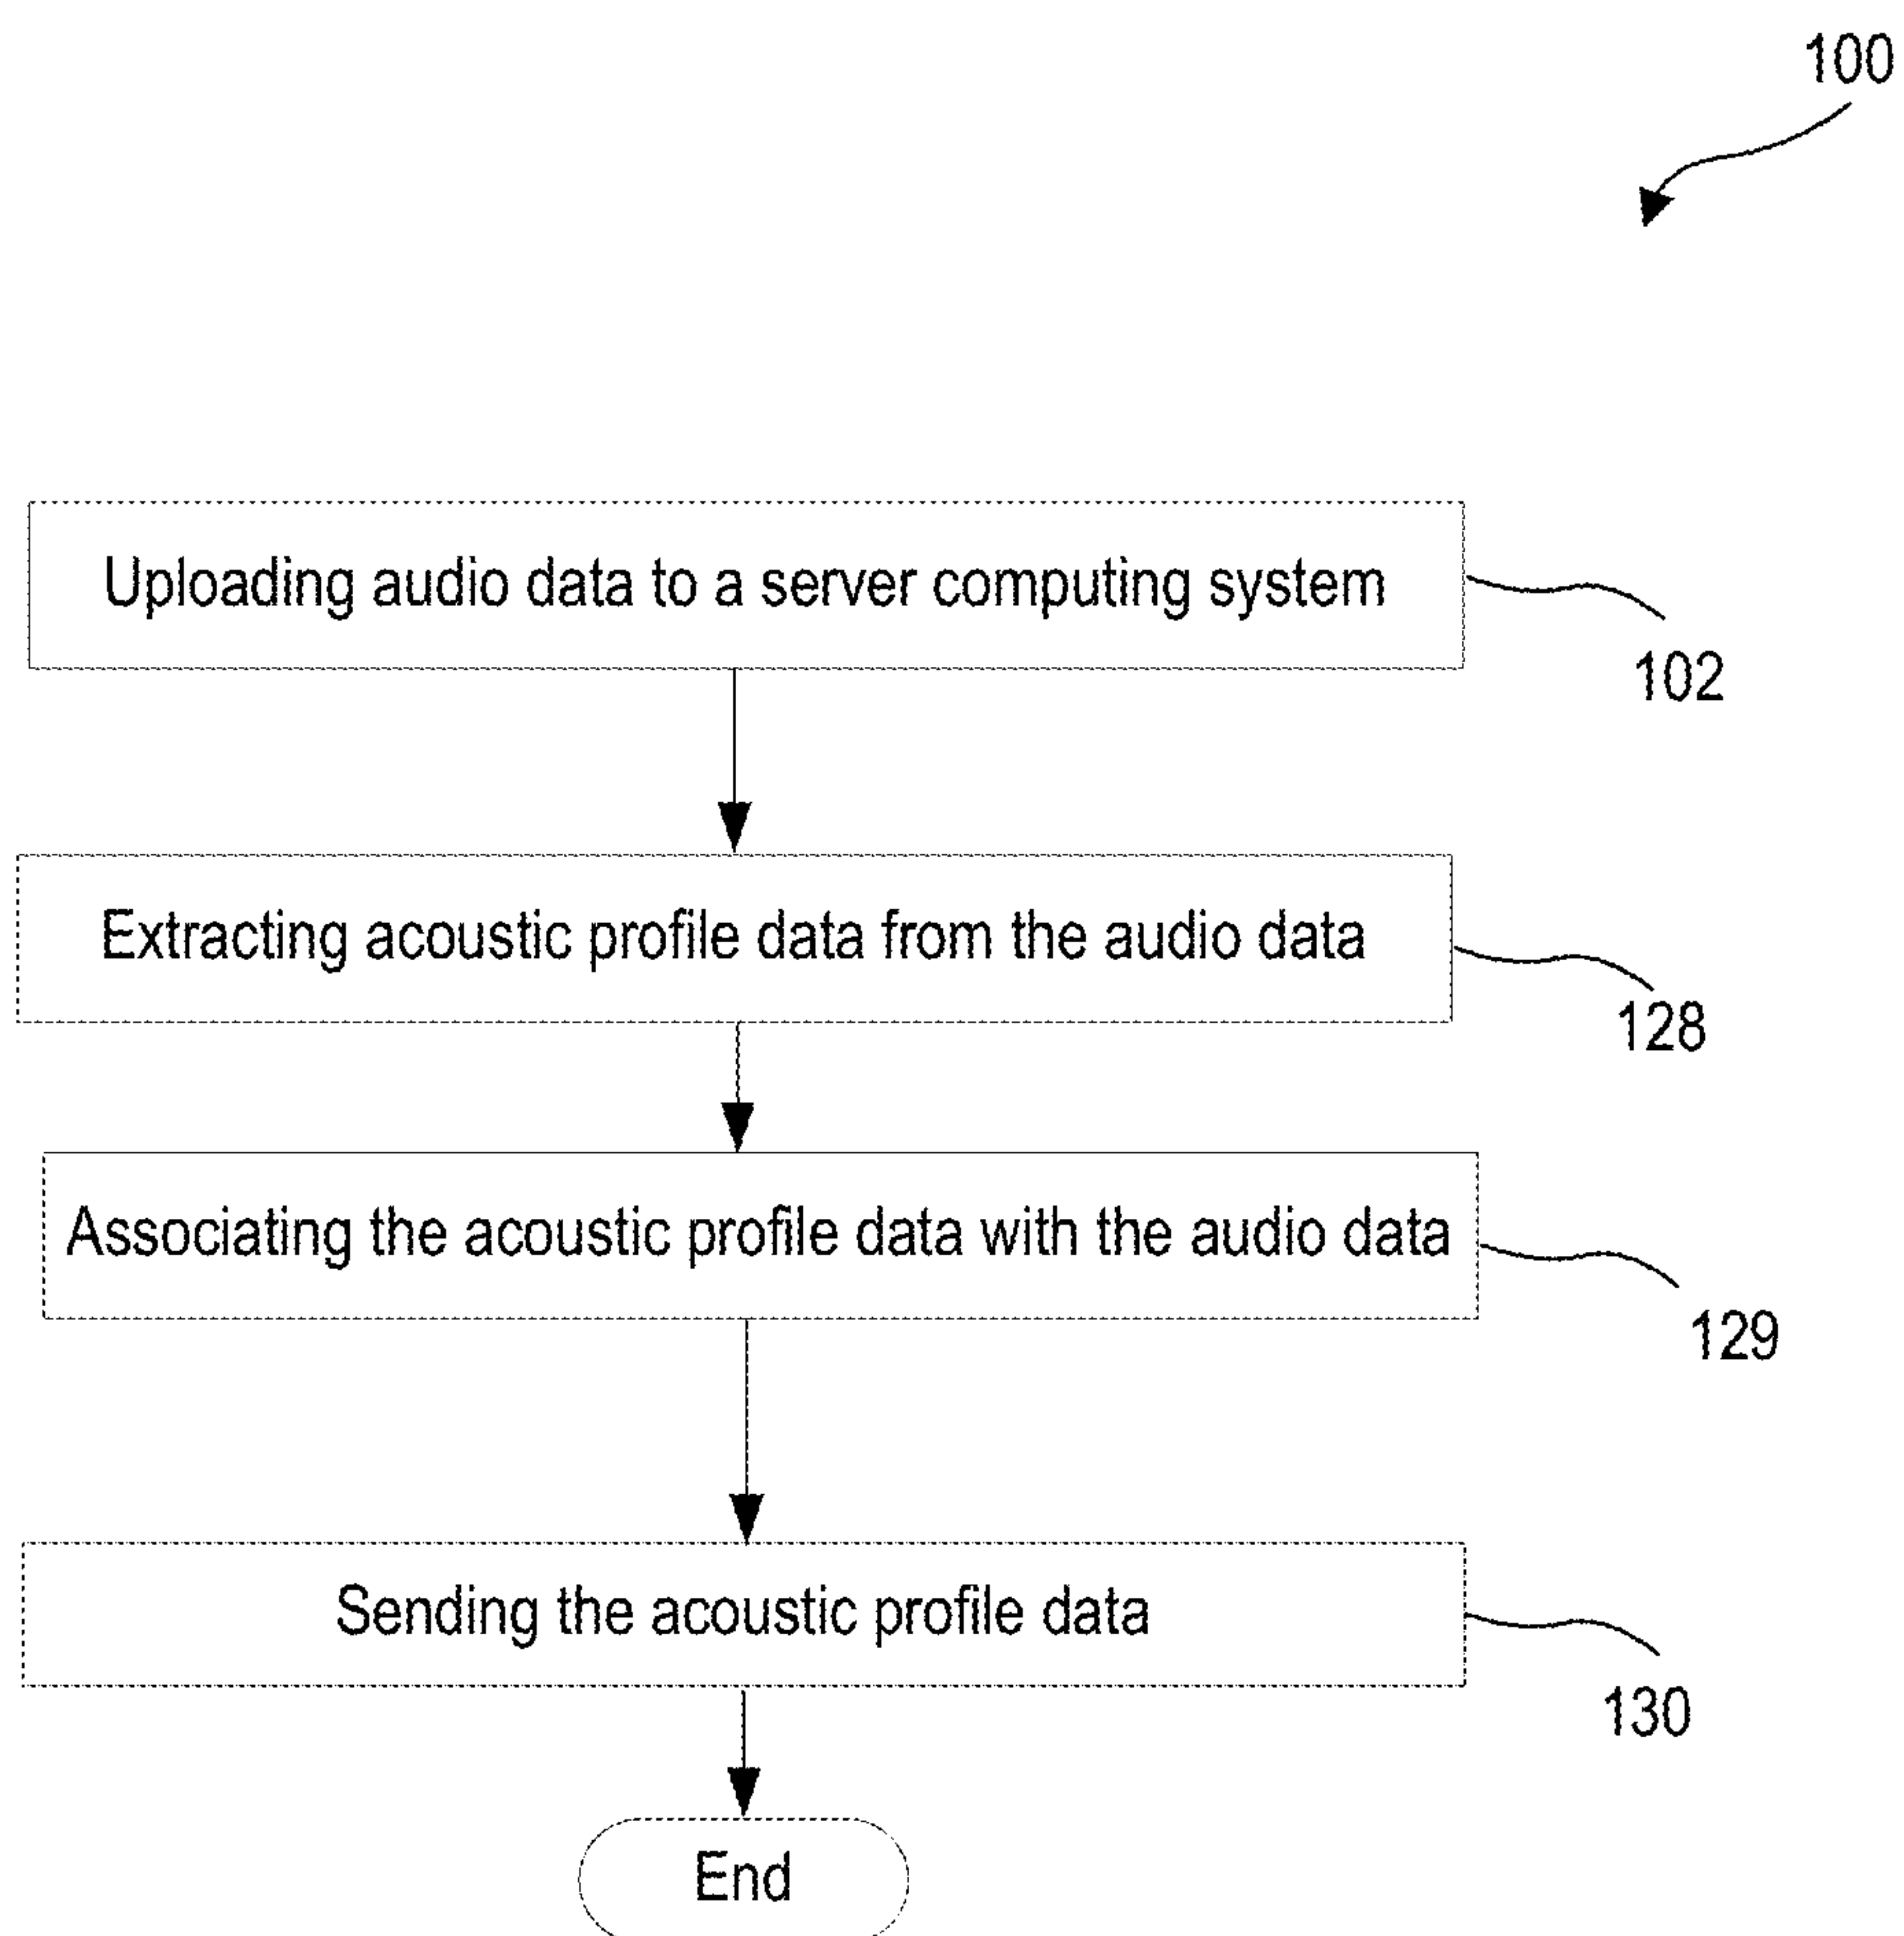 100
Uploading audio data to a server computing system
102
Extracting acoustic profile data from the audio data
128
Associating the acoustic profile data with the audio data
129
Sending the acoustic profile data
130
End